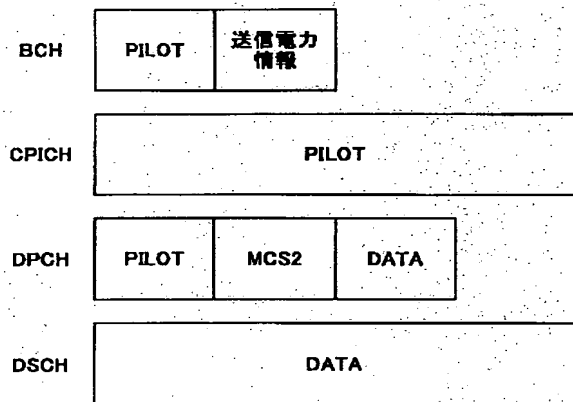 BCH PILOT 送信電力
情報
CPICH PILOT
DPCH PILOT MCS2 DATA
DSCH DATA